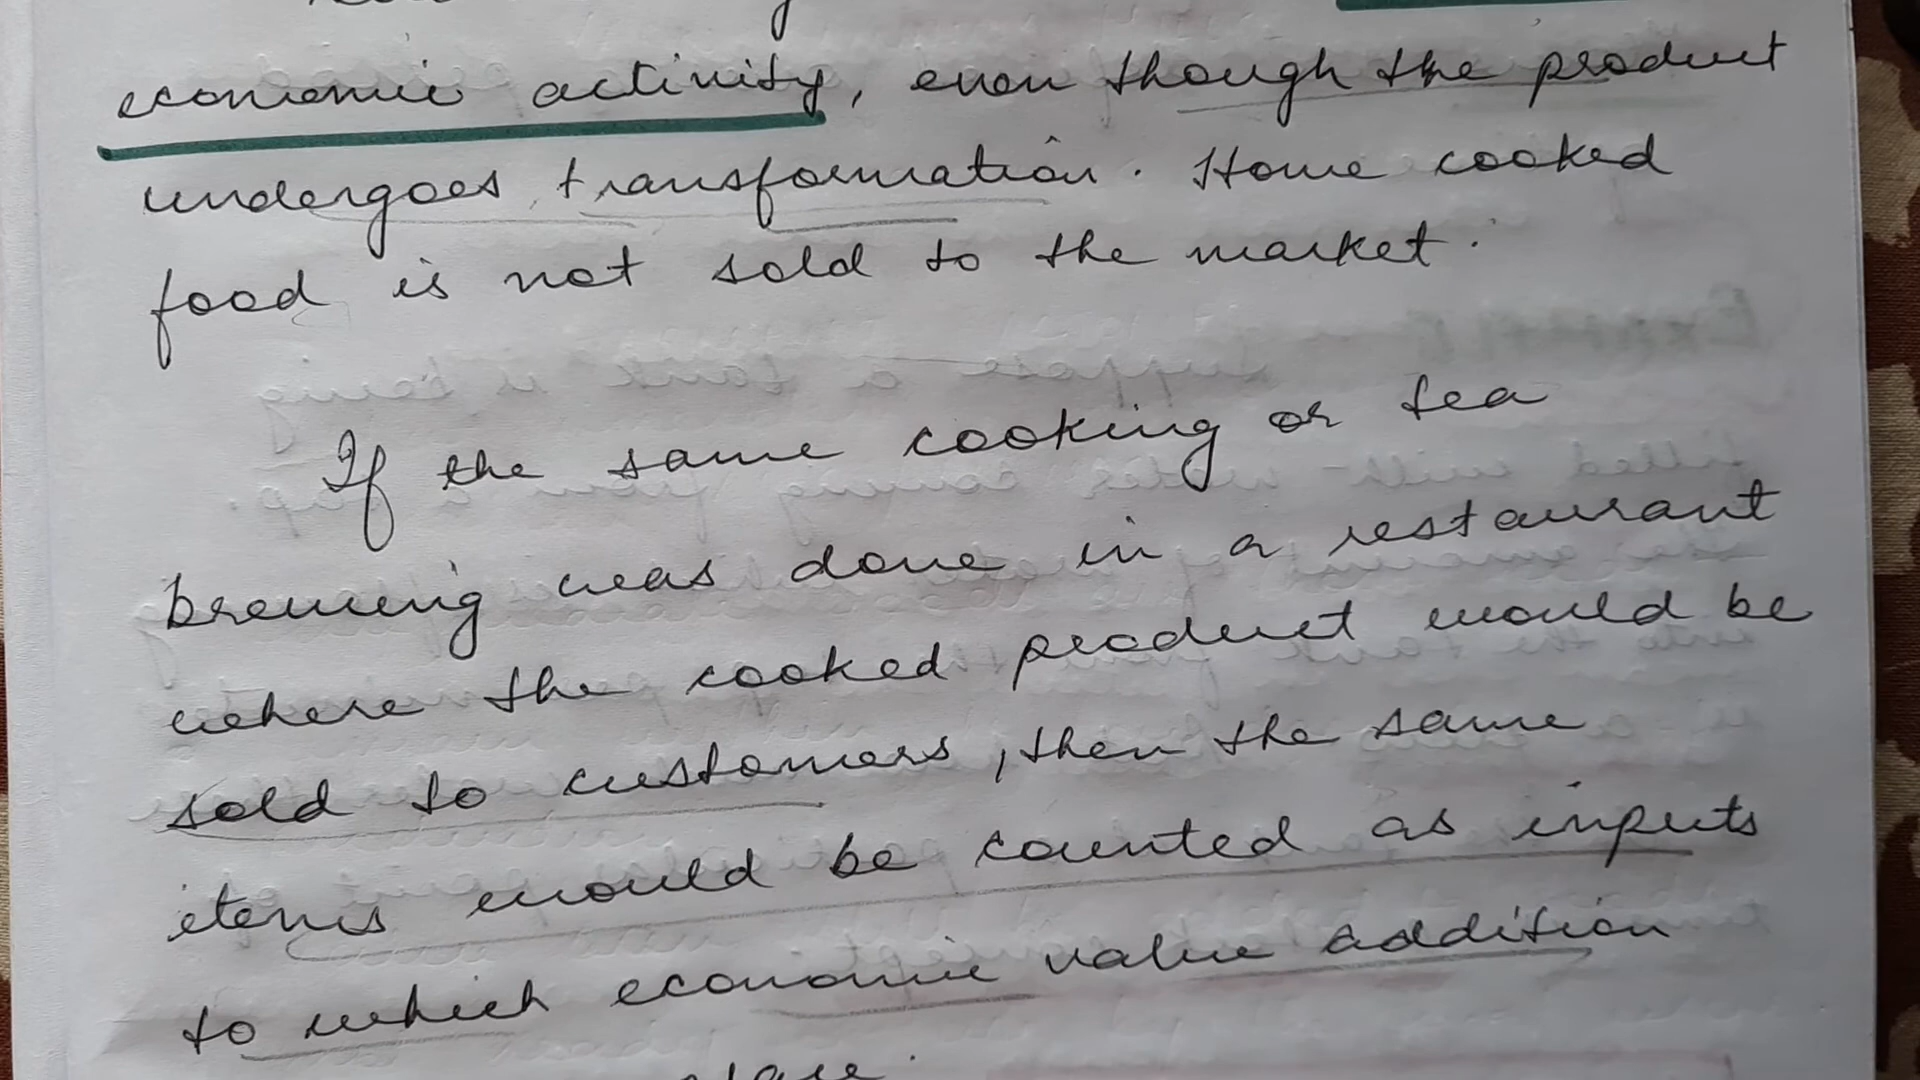 economic activity, even though the product
undergoes transformation. Home cooked
food is not sold to the market.
If the same cooking or tea
brewing was done in a restaurant
where the cooked product would be
sold to customers, then the same
items would be counted as inputs
to which economic value addition